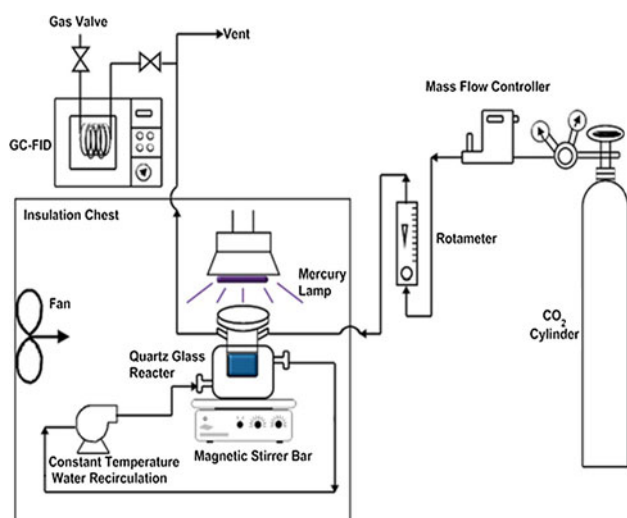 Gas Valve
Vent
GC-FID
Mass Flow Controller
Insulation Chest
Rotameter
Mercury
Lamp
Fan
CO2
Cylinder
Quartz Glass
Reacter
Magnetic Stirrer Bar
Constant Temperature
Water Recirculation